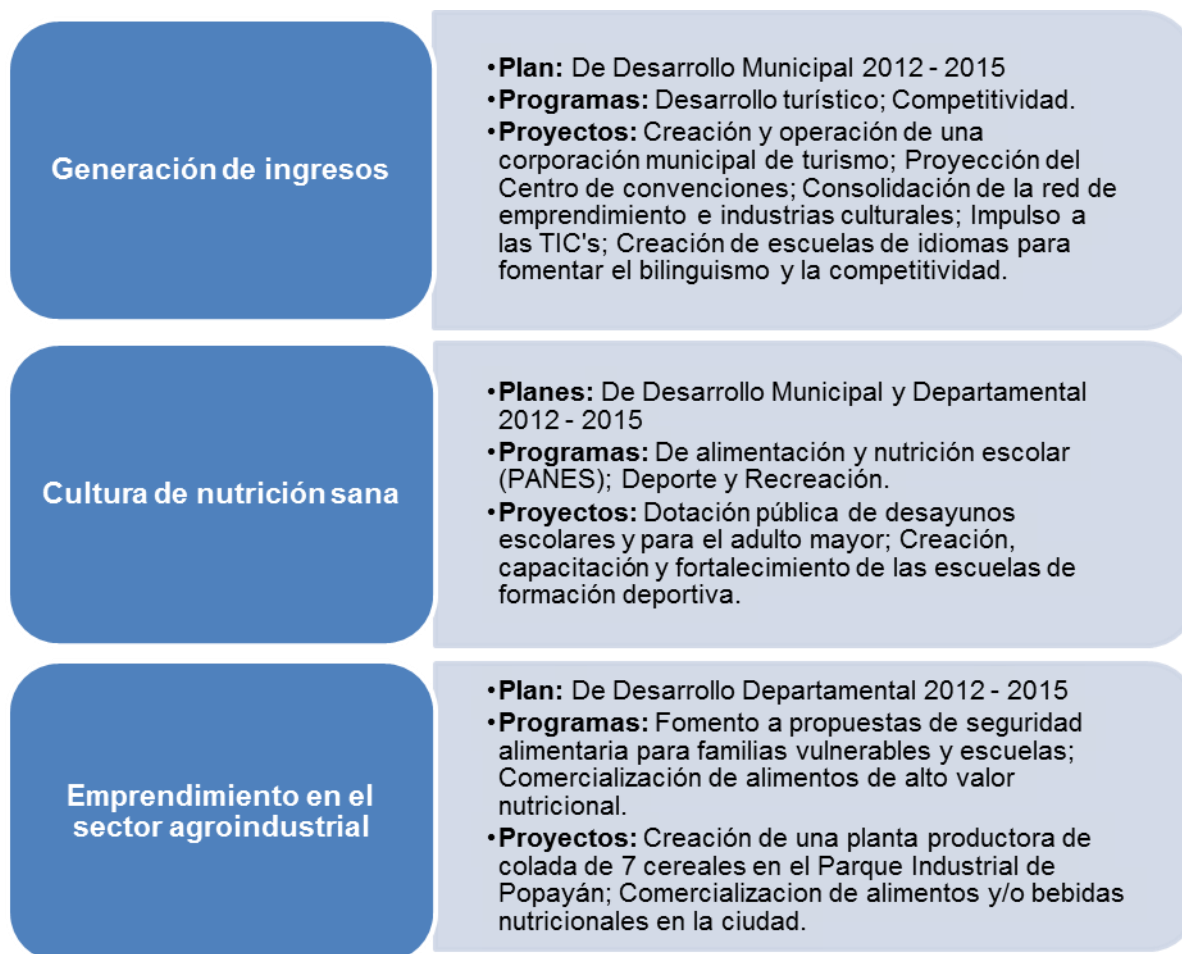 Generación de ingresos
•Plan: De Desarrollo Municipal 2012 - 2015
•Programas: Desarrollo turístico; Competitividad.
•Proyectos: Creación y operación de una
corporación municipal de turismo; Proyección del
Centro de convenciones; Consolidación de la red de
emprendimiento e industrias culturales; Impulso a
las TIC's; Creación de escuelas de idiomas para
fomentar el bilinguismo y la competitividad.
Cultura de nutrición sana
•Planes: De Desarrollo Municipal y Departamental
2012 - 2015
•Programas: De alimentación y nutrición escolar
(PANES); Deporte y Recreación.
•Proyectos: Dotación pública de desayunos
escolares y para el adulto mayor; Creación,
capacitación y fortalecimiento de las escuelas de
formación deportiva.
Emprendimiento en el
sector agroindustrial
•Plan: De Desarrollo Departamental 2012 - 2015
•Programas: Fomento a propuestas de seguridad
alimentaria para familias vulnerables y escuelas;
Comercialización de alimentos de alto valor
nutricional.
•Proyectos: Creación de una planta productora de
colada de 7 cereales en el Parque Industrial de
Popayán; Comercializacion de alimentos y/o bebidas
nutricionales en la ciudad.